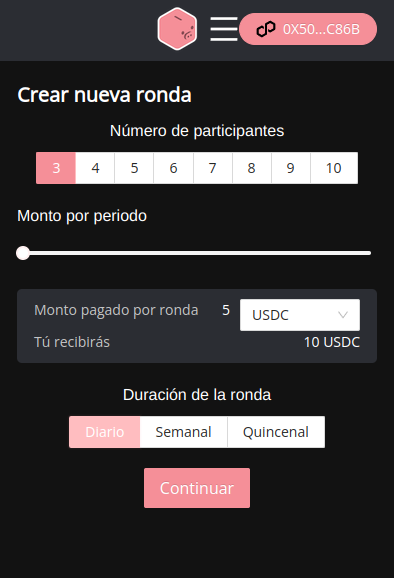 0X50...C86B
Crear nueva ronda
Número de participantes
3 4 5 6 7 8 9 10
Monto por periodo
Monto pagado por ronda 5 USDC
Tú recibirás 10 USDC
Duración de la ronda
Diario Semanal Quincenal
Continuar